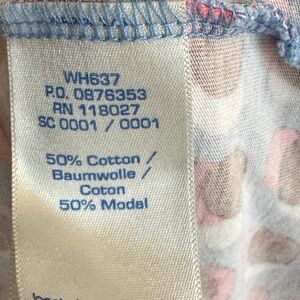 WH637
P.O. 0876353
RN 118027
SC 0001 / 0001
50% Cotton /
Baumwolle /
Coton
50% Modal